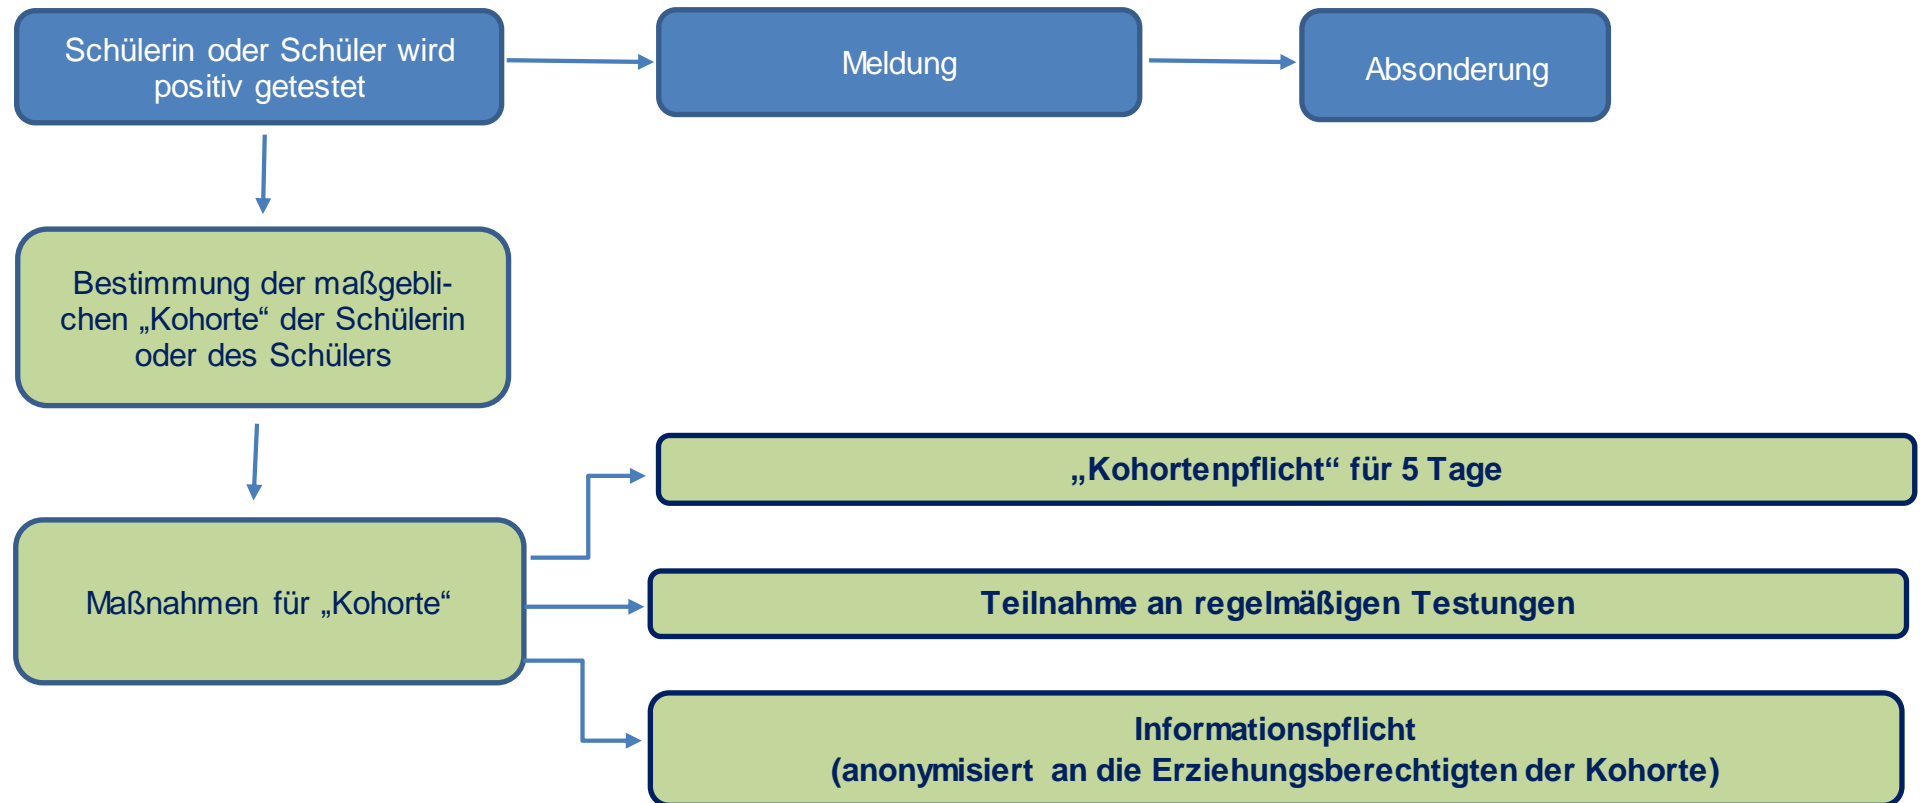 Schülerin oder Schüler wird
positiv getestet
Meldung
Absonderung
Bestimmung der maßgebli-
chen „Kohorte“ der Schülerin
oder des Schülers
Maßnahmen für „Kohorte“
„Kohortenpflicht“ für 5 Tage
Teilnahme an regelmäßigen Testungen
Informationspflicht
(anonymisiert an die Erziehungsberechtigten der Kohorte)